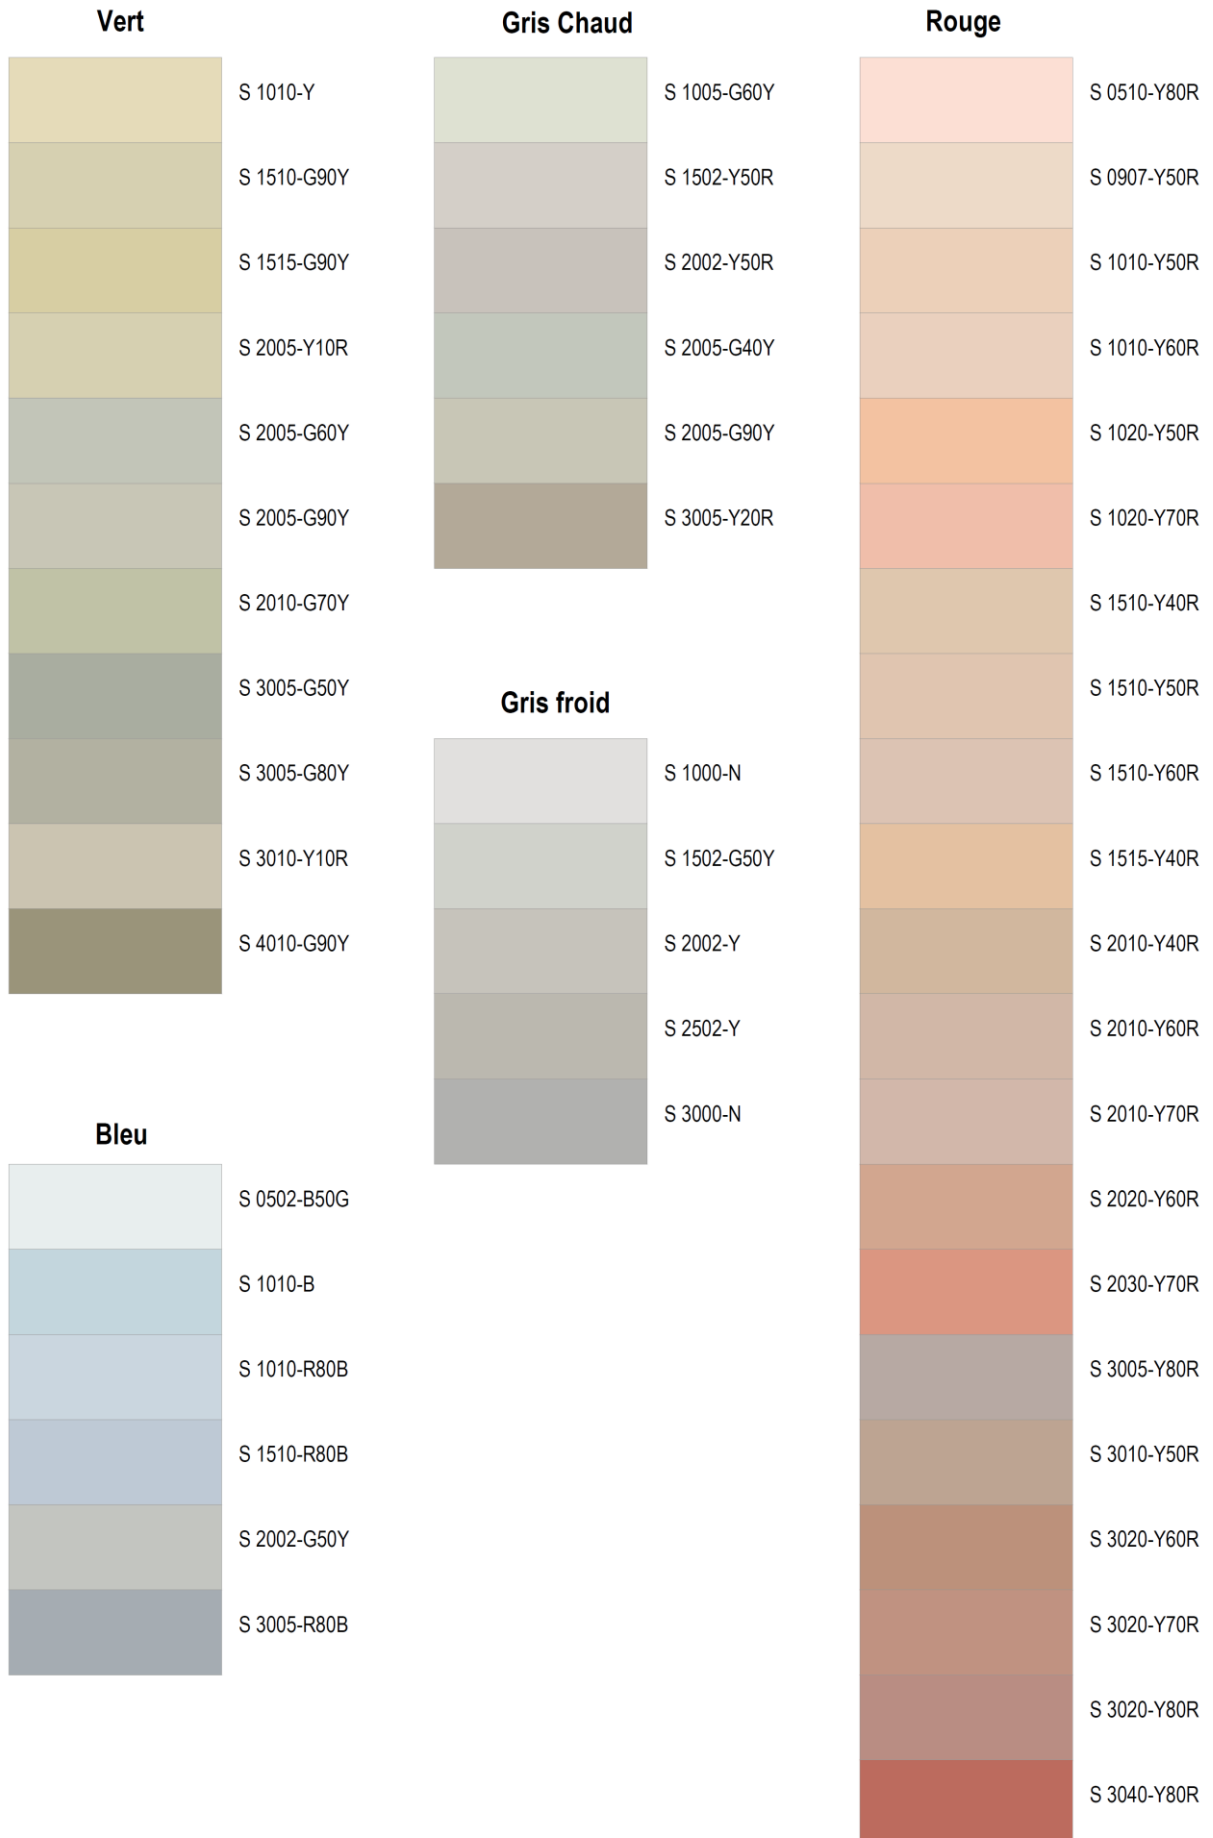 Vert
S 1010-Y
S 1510-G90Y
S 1515-G90Y
S 2005-Y10R
S 2005-G60Y
S 2005-G90Y
S 2010-G70Y
S 3005-G50Y
S 3005-G80Y
S 3010-Y10R
S 4010-G90Y
Bleu
S 0502-B50G
S 1010-B
S 1010-R80B
S 1510-R80B
S 2002-G50Y
S 3005-R80B
Gris Chaud
S 1005-G60Y
S 1502-Y50R
S 2002-Y50R
S 2005-G40Y
S 2005-G90Y
S 3005-Y20R
Gris froid
S 1000-N
S 1502-G50Y
S 2002-Y
S 2502-Y
S 3000-N
Rouge
S 0510-Y80R
S 0907-Y50R
S 1010-Y50R
S 1010-Y60R
S 1020-Y50R
S 1020-Y70R
S 1510-Y40R
S 1510-Y50R
S 1510-Y60R
S 1515-Y40R
S 2010-Y40R
S 2010-Y60R
S 2010-Y70R
S 2020-Y60R
S 2030-Y70R
S 3005-Y80R
S 3010-Y50R
S 3020-Y60R
S 3020-Y70R
S 3020-Y80R
S 3040-Y80R